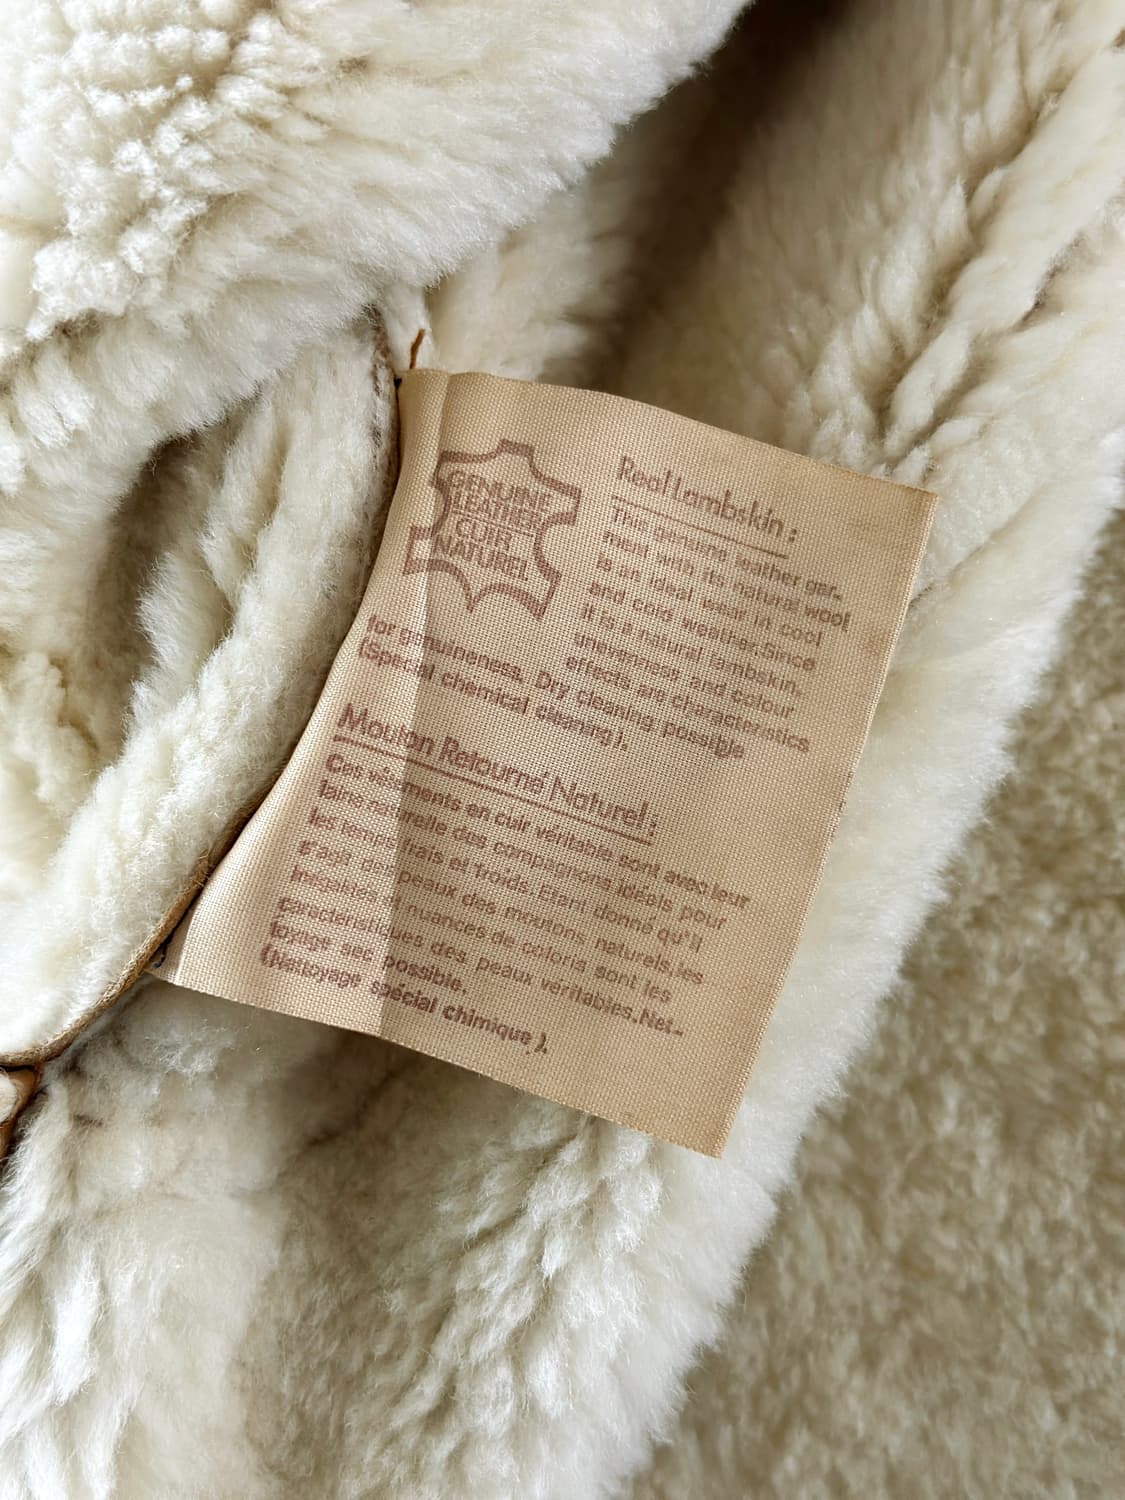 GENUINE
LEATHER
CUIR
NATUREL
Real Lambskin :
This genuine leather gar-
ment with its natural wool
is an ideal wear in cool
and cold weather.Since
it is a natural lambskin,
unevenness and colour
effects are characteristics
for genuineness. Dry cleaning possible
(Special chemical cleaning).
Mouton Retourné Naturel :
Ces vêtements en cuir véritable sont avec leur
laine naturelle des compagnons idéals pour
les temps frais et froids. Etant donné qu'il
s'agit des peaux des moutons naturels, les
inégalités et nuances de coloris sont les
caractéristiques des peaux véritables. Net-
toyage sec possible.
(Nettoyage spécial chimique ).